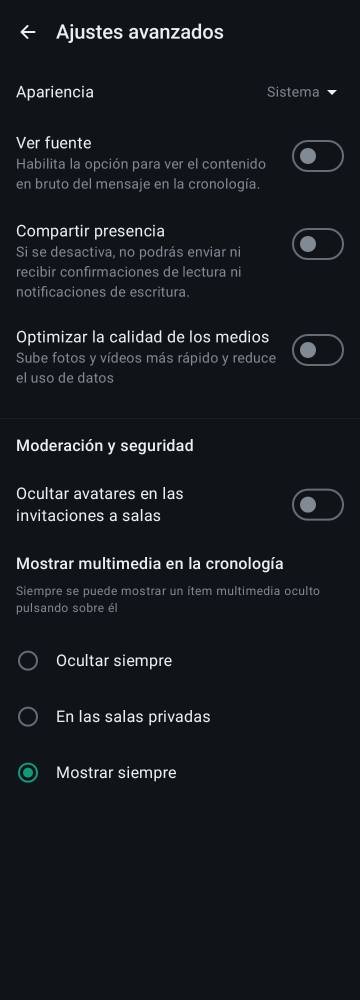 Ajustes avanzados
Apariencia
Sistema
Ver fuente
Habilita la opción para ver el contenido
en bruto del mensaje en la cronología.
Compartir presencia
Si se desactiva, no podrás enviar ni
recibir confirmaciones de lectura ni
notificaciones de escritura.
Optimizar la calidad de los medios
Sube fotos y vídeos más rápido y reduce
el uso de datos
Moderación y seguridad
Ocultar avatares en las
invitaciones a salas
Mostrar multimedia en la cronología
Siempre se puede mostrar un ítem multimedia oculto
pulsando sobre él
Ocultar siempre
En las salas privadas
Mostrar siempre